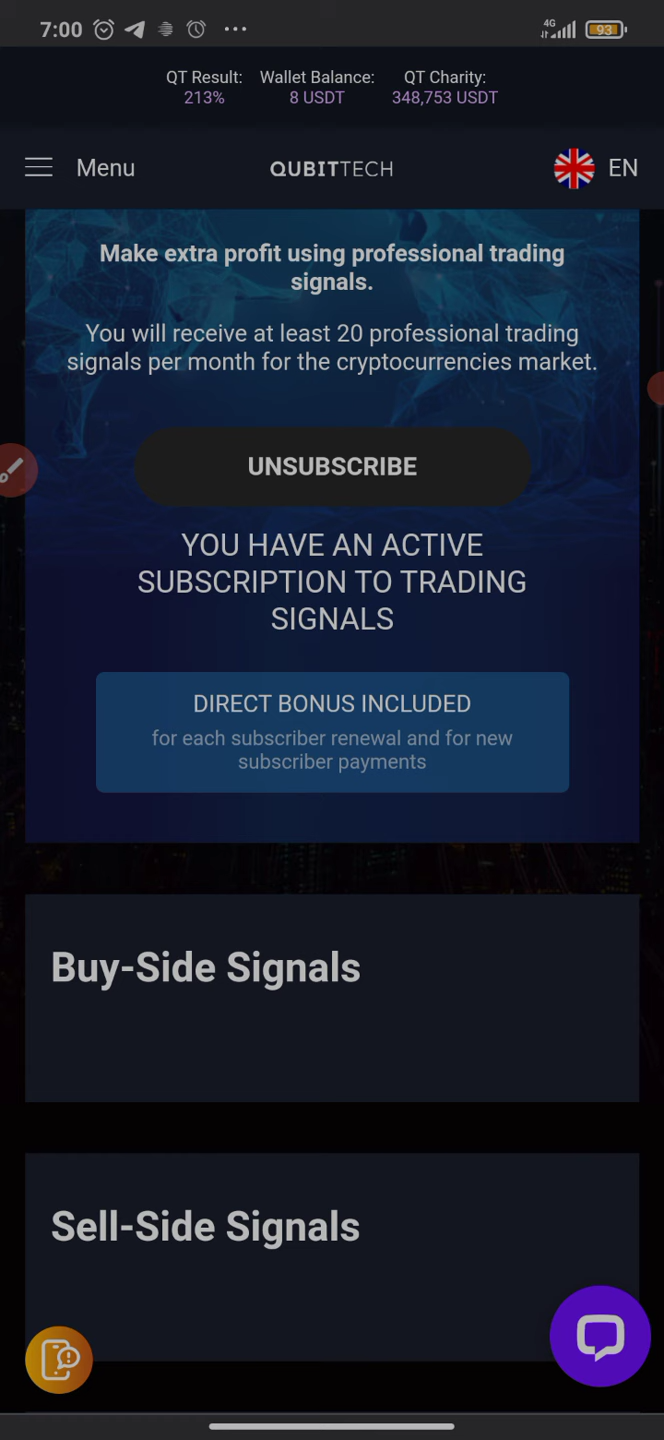 7:00
4G
93
QT Result: Wallet Balance: QT Charity:
213% 8 USDT 348,753 USDT
Menu QUBITTECH EN
Make extra profit using professional trading
signals.
You will receive at least 20 professional trading
signals per month for the cryptocurrencies market.
UNSUBSCRIBE
YOU HAVE AN ACTIVE
SUBSCRIPTION TO TRADING
SIGNALS
DIRECT BONUS INCLUDED
for each subscriber renewal and for new
subscriber payments
Buy-Side Signals
Sell-Side Signals